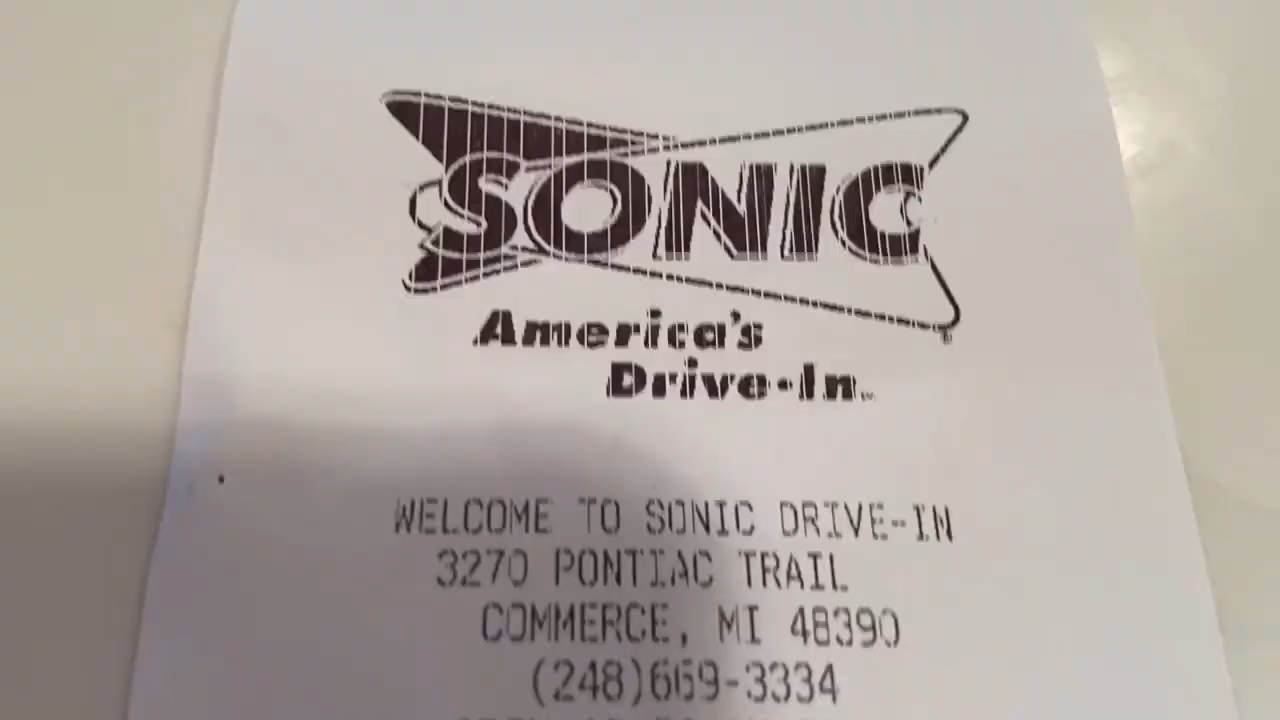 SONIC
America's
Drive-In
WELCOME TO SONIC DRIVE-IN
3270 PONTIAC TRAIL
COMMERCE, MI 48390
(248)669-3334